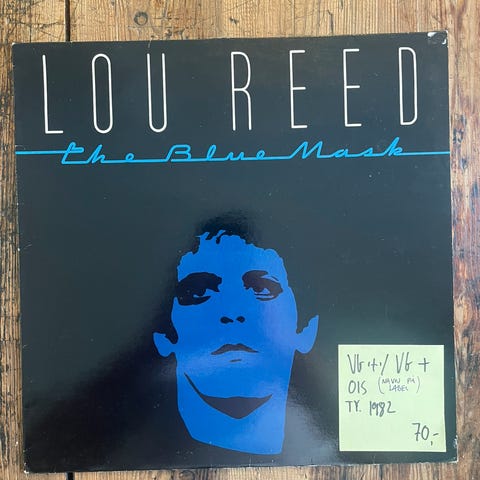 LOU REED
The Blue Mask
VG+/VG+
OIS (NAVN PÅ LABEL)
TY. 1982
70,-